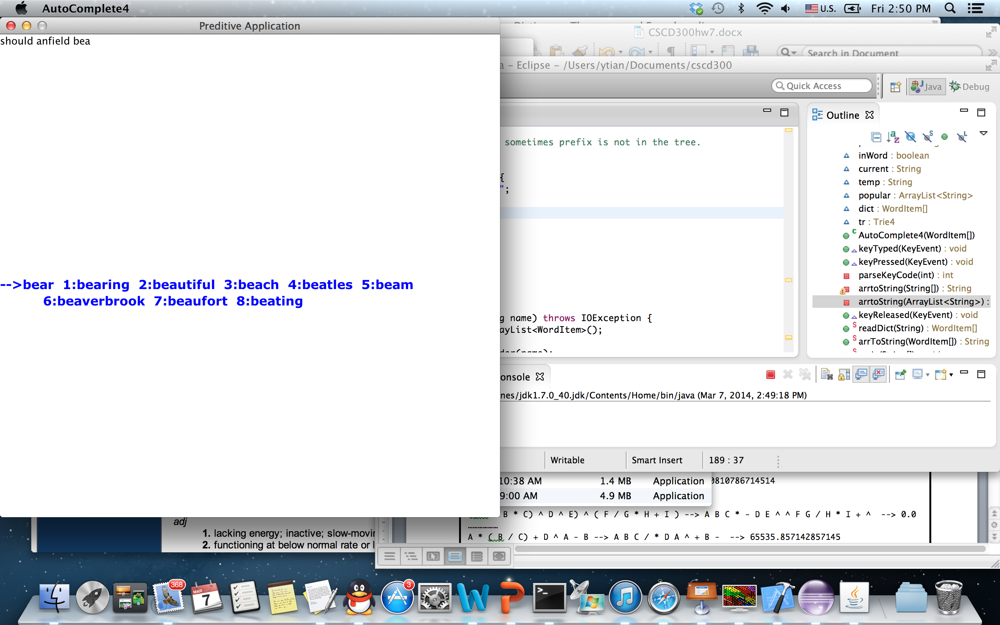 AutoComplete4
U.S.
Fri 2:50 PM
Preditive Application
should anfield bea
-->bear 1:bearing 2:beautiful 3:beach 4:beatles 5:beam
6:beaverbrook 7:beaufort 8:beating
CSCD300hw7.docx
Search in Document
a – Eclipse – /Users/ytian/Documents/cscd300
Quick Access
Java
Debug
sometimes prefix is not in the tree.
{
";
g name) throws IOException {
ayList<WordItem>();
der(name);
Outline
inWord : boolean
current : String
temp : String
popular : ArrayList<String>
dict : WordItem[]
tr : Trie4
AutoComplete4(WordItem[])
keyTyped(KeyEvent) : void
keyPressed(KeyEvent) : void
parseKeyCode(int) : int
arrtoString(String[]) : String
arrtoString(ArrayList<String>) :
keyReleased(KeyEvent) : void
readDict(String) : WordItem[]
arrToString(WordItem[]) : String
onsole
nes/jdk1.7.0_40.jdk/Contents/Home/bin/java (Mar 7, 2014, 2:49:18 PM)
Writable
Smart Insert
189 : 37
10:38 AM 1.4 MB Application
9:00 AM 4.9 MB Application
0810786714514
B * C) ^ D ^ E) ^ ( F / G * H + I ) --> A B C * - D E ^ ^ F G / H * I + ^ --> 0.0
A * ( B / C) + D ^ A - B --> A B C / * D A ^ + B - --> 65535.857142857145
adj
1. lacking energy; inactive; slow-movin
2. functioning at below normal rate or l
368
MAR
7
3